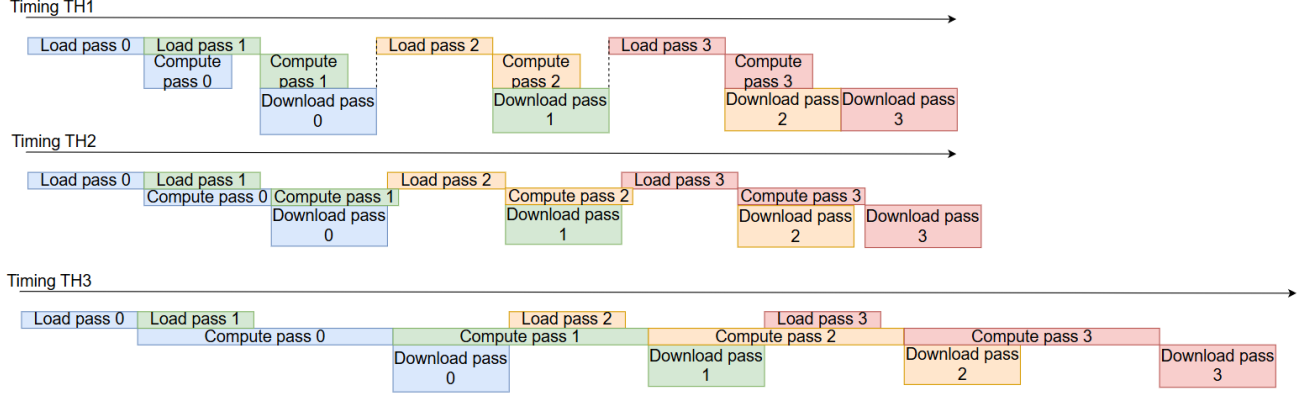 Timing TH1
Load pass 0
Load pass 1
Load pass 2
Load pass 3
Compute
pass 0
Compute
pass 1
Compute
pass 2
Compute
pass 3
Download pass
0
Download pass
1
Download pass
2
Download pass
3
Timing TH2
Load pass 0
Load pass 1
Load pass 2
Load pass 3
Compute pass 0
Compute pass 1
Compute pass 2
Compute pass 3
Download pass
0
Download pass
1
Download pass
2
Download pass
3
Timing TH3
Load pass 0
Load pass 1
Load pass 2
Load pass 3
Compute pass 0
Compute pass 1
Compute pass 2
Compute pass 3
Download pass
0
Download pass
1
Download pass
2
Download pass
3